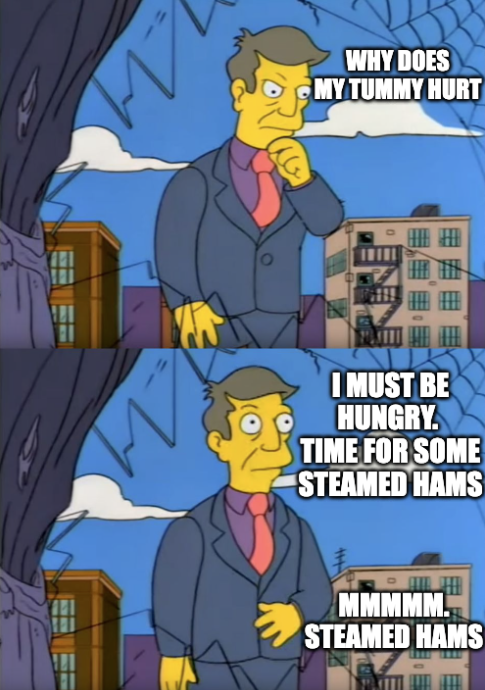 WHY DOES
MY TUMMY HURT
I MUST BE
HUNGRY.
TIME FOR SOME
STEAMED HAMS
MMMMM.
STEAMED HAMS